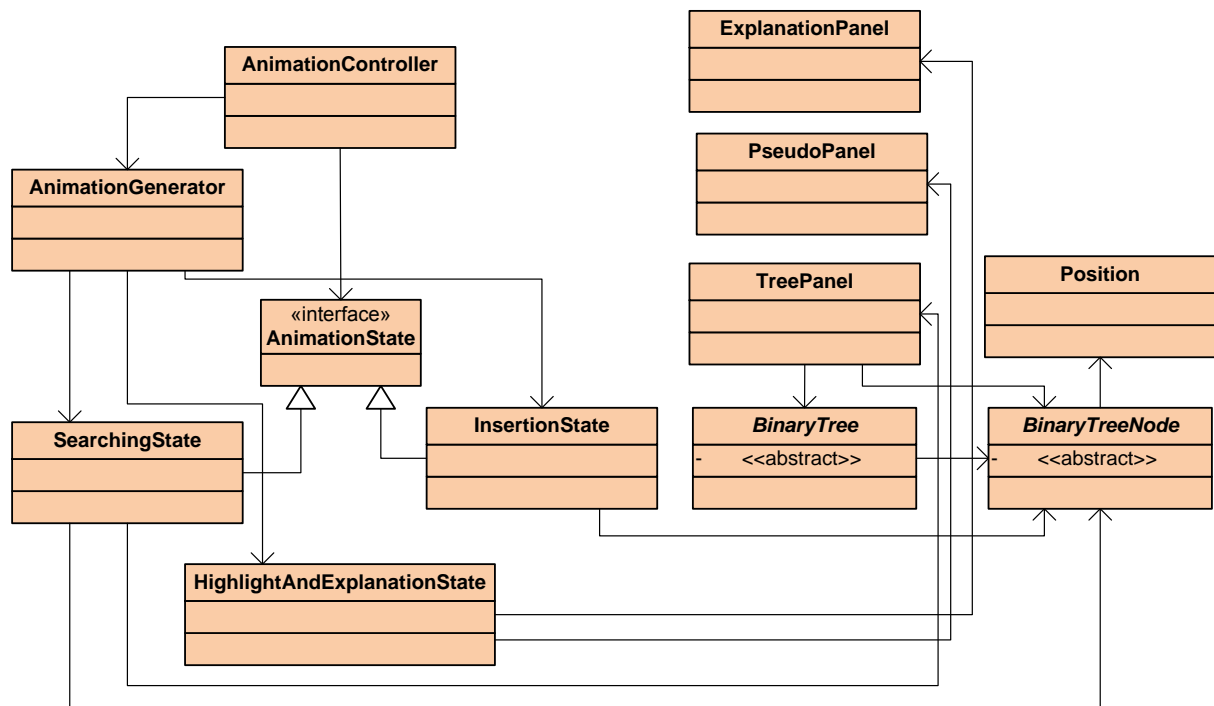 ExplanationPanel
AnimationController
PseudoPanel
AnimationGenerator
TreePanel
Position
«interface»
AnimationState
SearchingState
InsertionState
BinaryTree
- <<abstract>>
BinaryTreeNode
- <<abstract>>
HighlightAndExplanationState